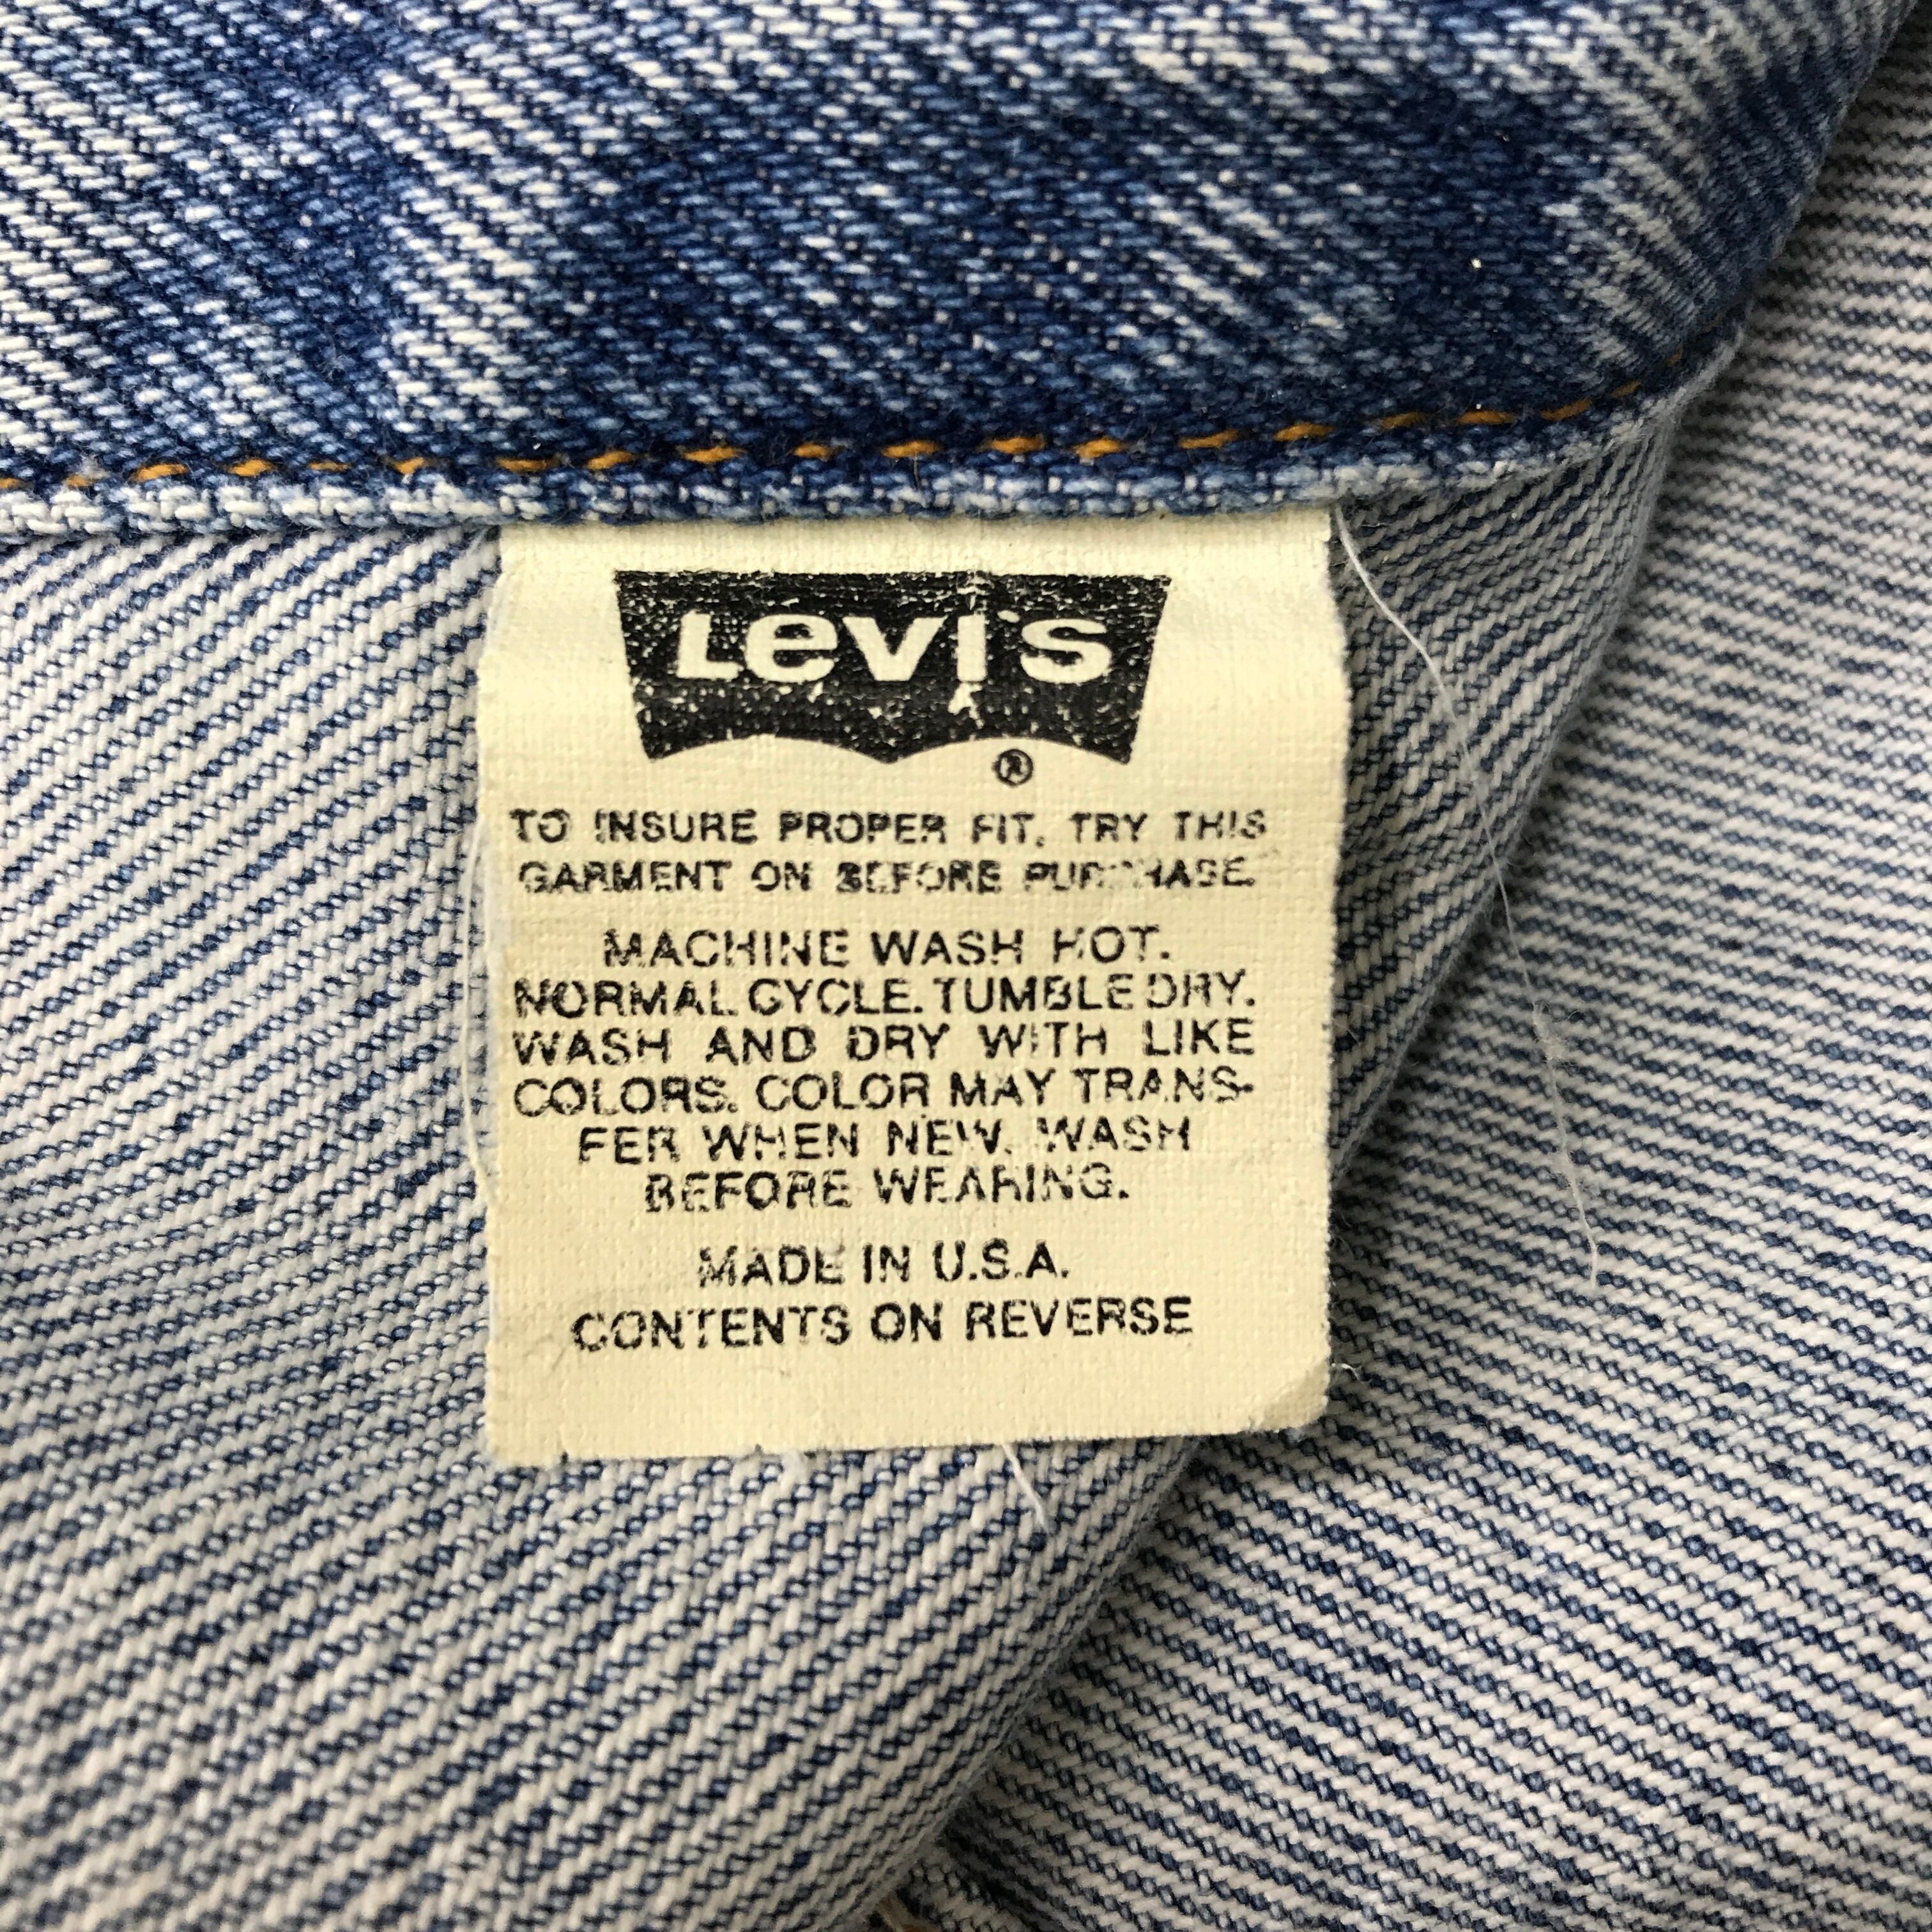 Levi's
®
TO INSURE PROPER FIT, TRY THIS
GARMENT ON BEFORE PURCHASE.
MACHINE WASH HOT.
NORMAL CYCLE. TUMBLE DRY.
WASH AND DRY WITH LIKE
COLORS. COLOR MAY TRANS-
FER WHEN NEW. WASH
BEFORE WEARING.
MADE IN U.S.A.
CONTENTS ON REVERSE